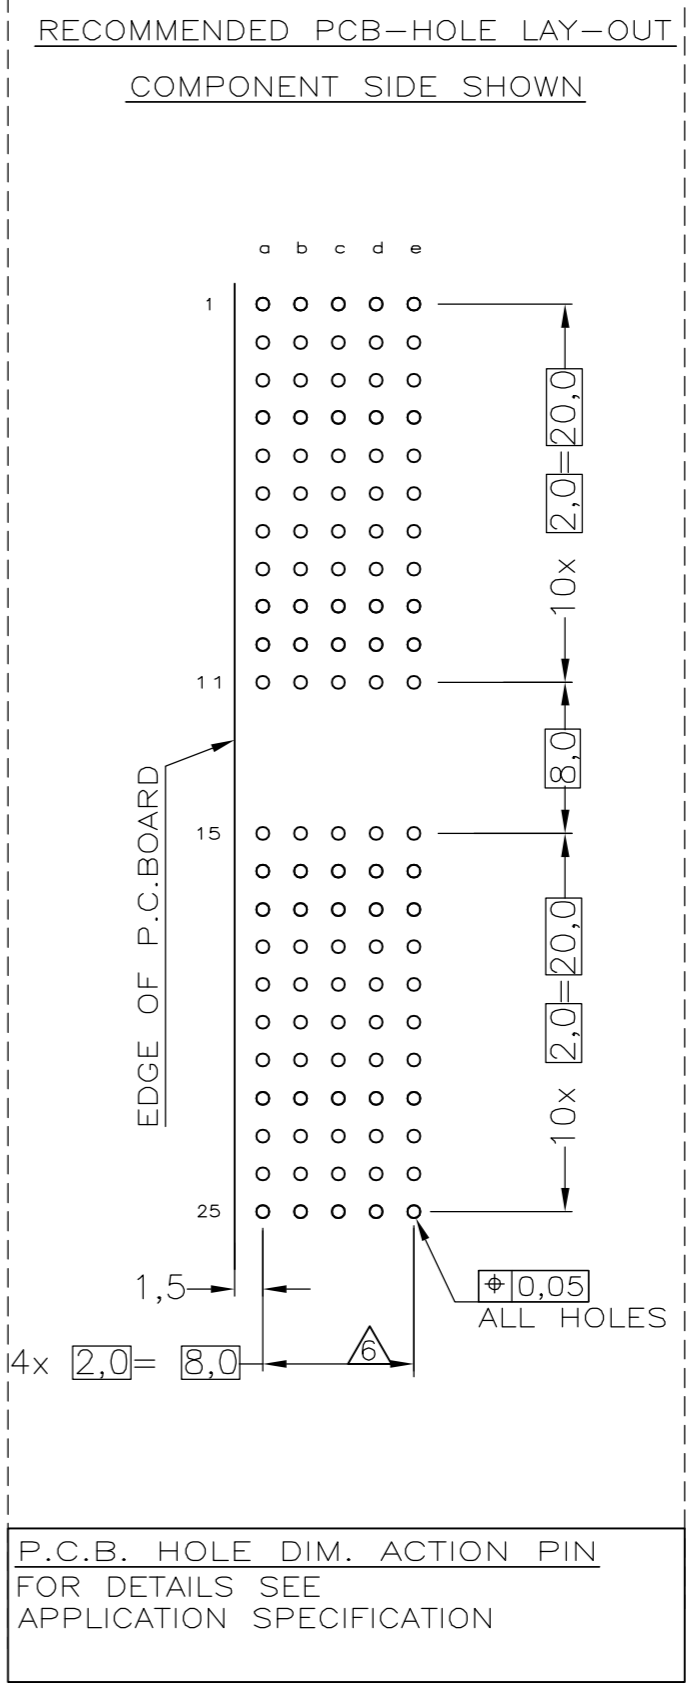 RECOMMENDED PCB-HOLE LAY-OUT
COMPONENT SIDE SHOWN
a b c d e
1
10x 2,0=20,0
11
8,0
EDGE OF P.C.BOARD
15
10x 2,0=20,0
25
1,5
⌖ 0,05
ALL HOLES
4x 2,0= 8,0
6
P.C.B. HOLE DIM. ACTION PIN
FOR DETAILS SEE
APPLICATION SPECIFICATION